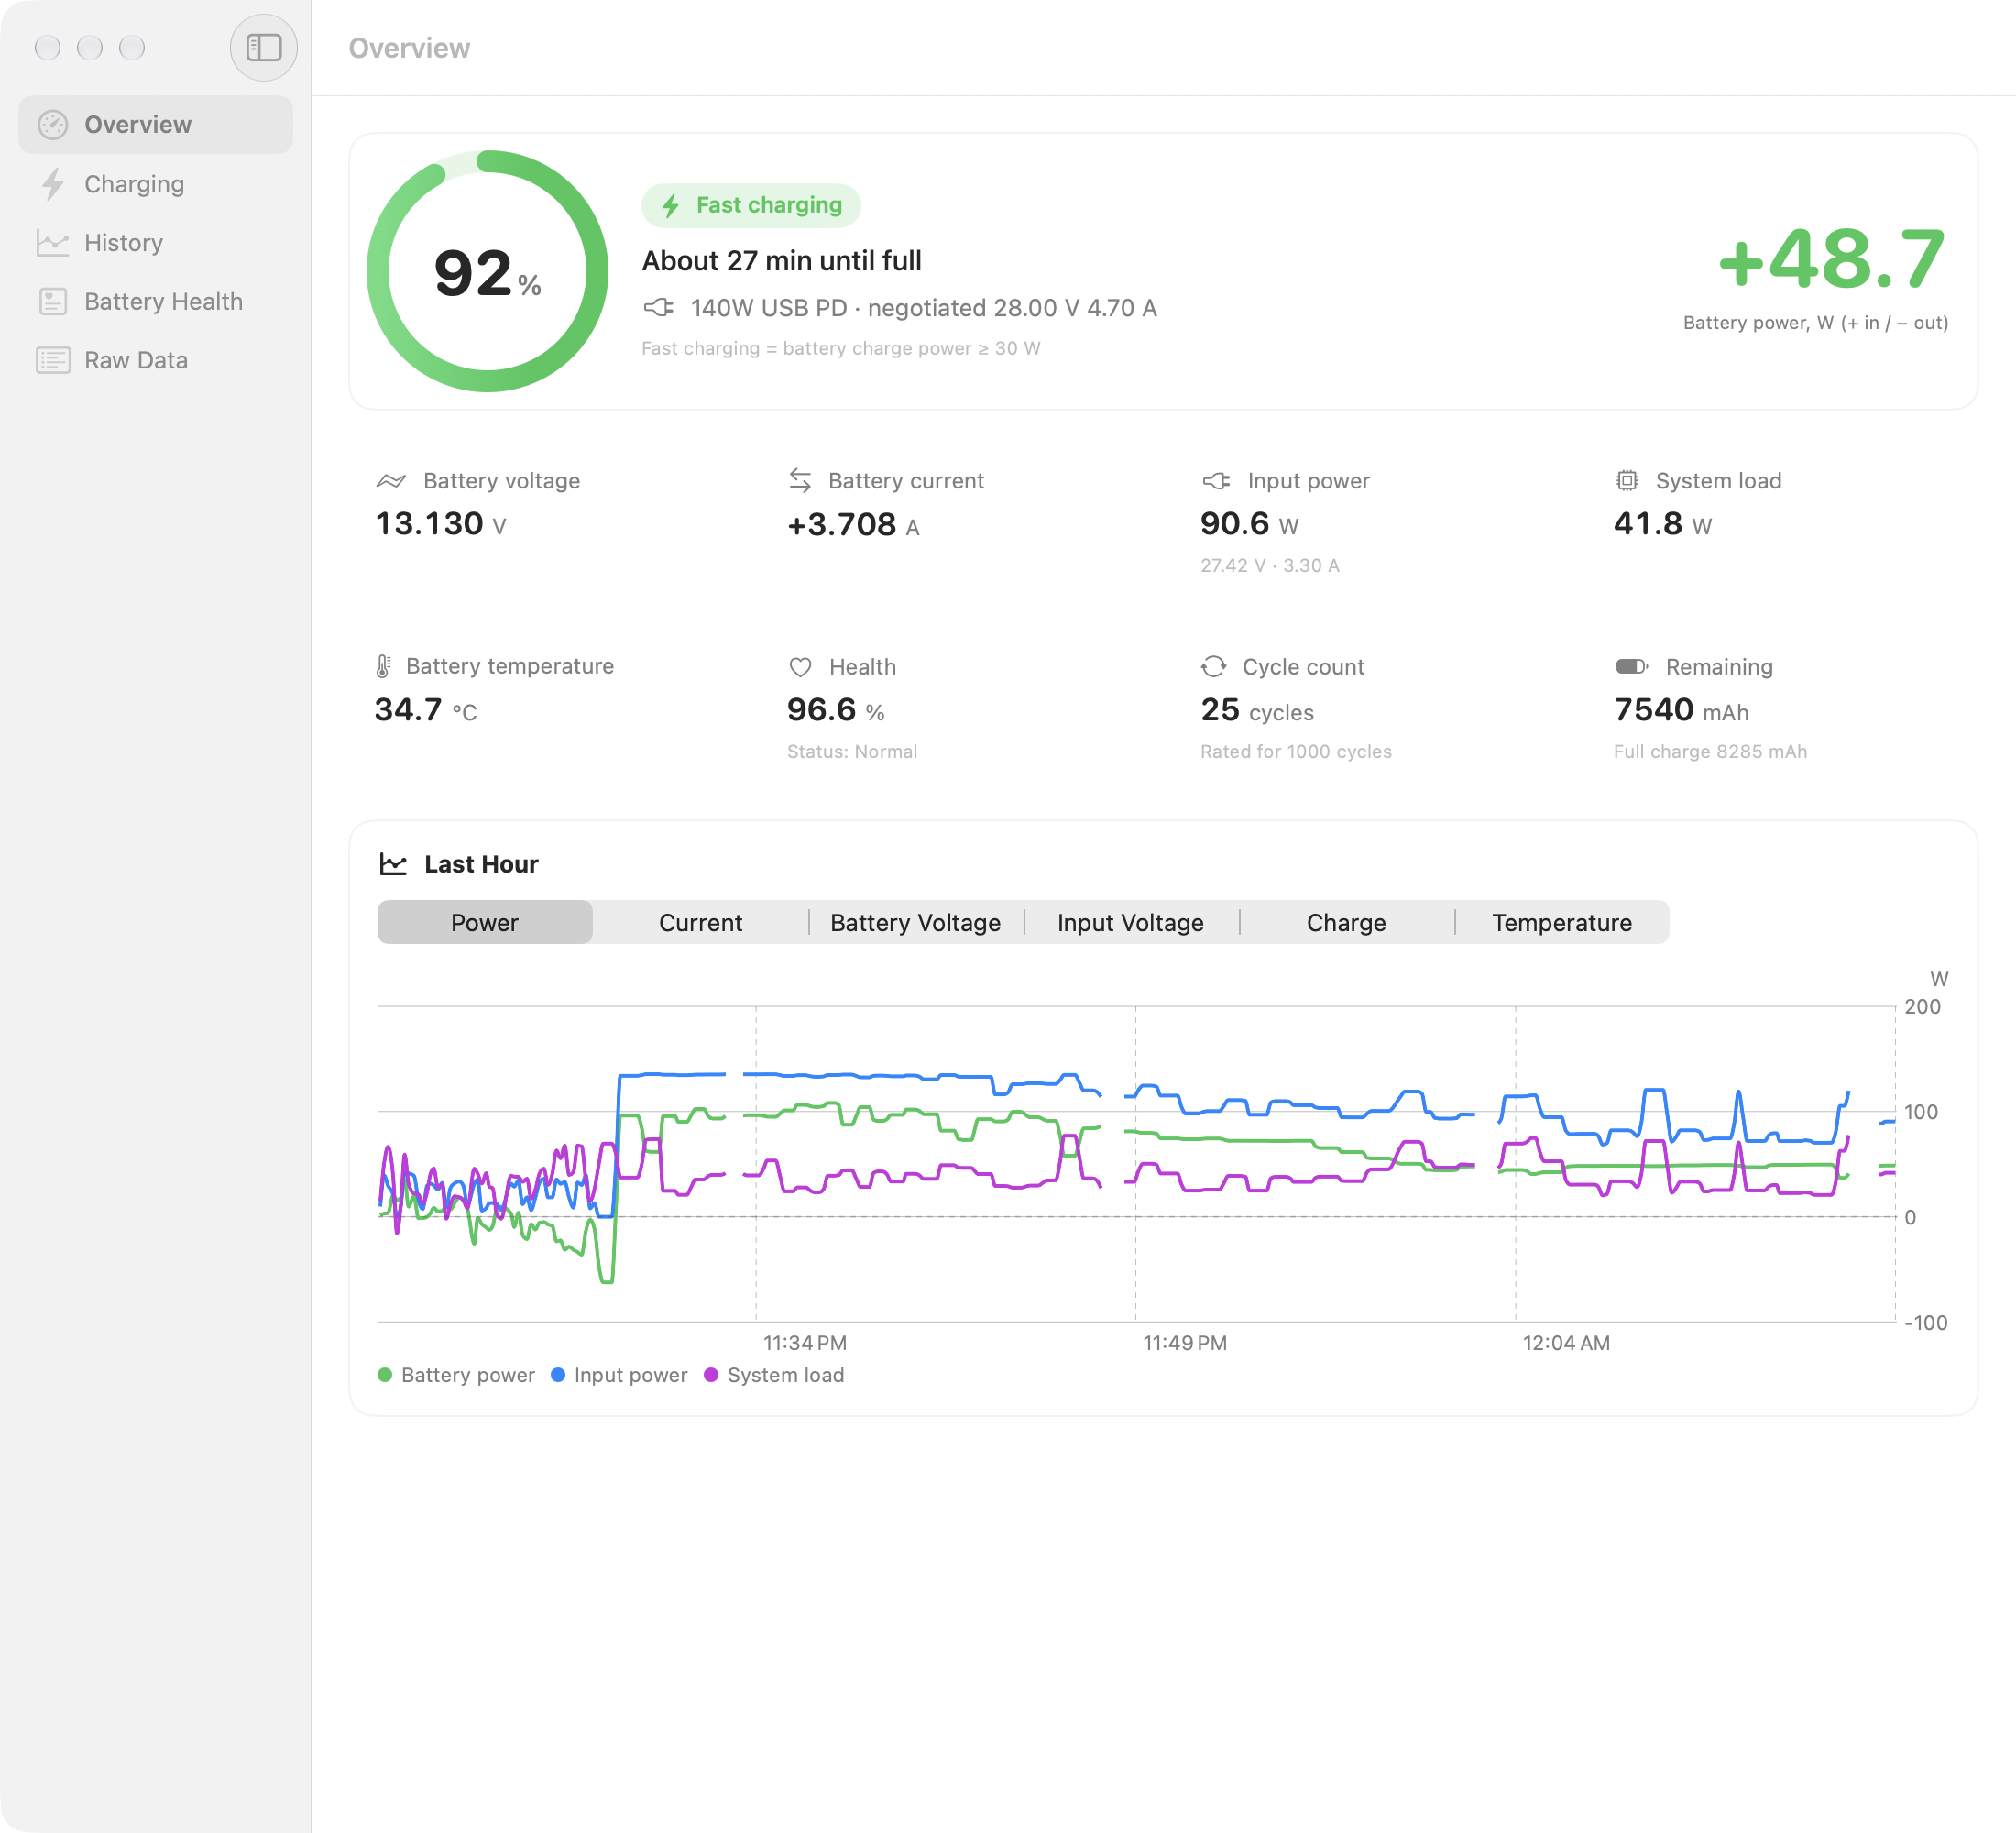 Overview
Overview
Charging
History
Battery Health
Raw Data
92 %
Fast charging
About 27 min until full
140W USB PD · negotiated 28.00 V 4.70 A
Fast charging = battery charge power ≥ 30 W
+48.7
Battery power, W (+ in / – out)
Battery voltage
13.130 V
Battery current
+3.708 A
Input power
90.6 W
27.42 V · 3.30 A
System load
41.8 W
Battery temperature
34.7 °C
Health
96.6 %
Status: Normal
Cycle count
25 cycles
Rated for 1000 cycles
Remaining
7540 mAh
Full charge 8285 mAh
Last Hour
Power Current Battery Voltage Input Voltage Charge Temperature
W
200
100
0
-100
11:34 PM 11:49 PM 12:04 AM
Battery power Input power System load